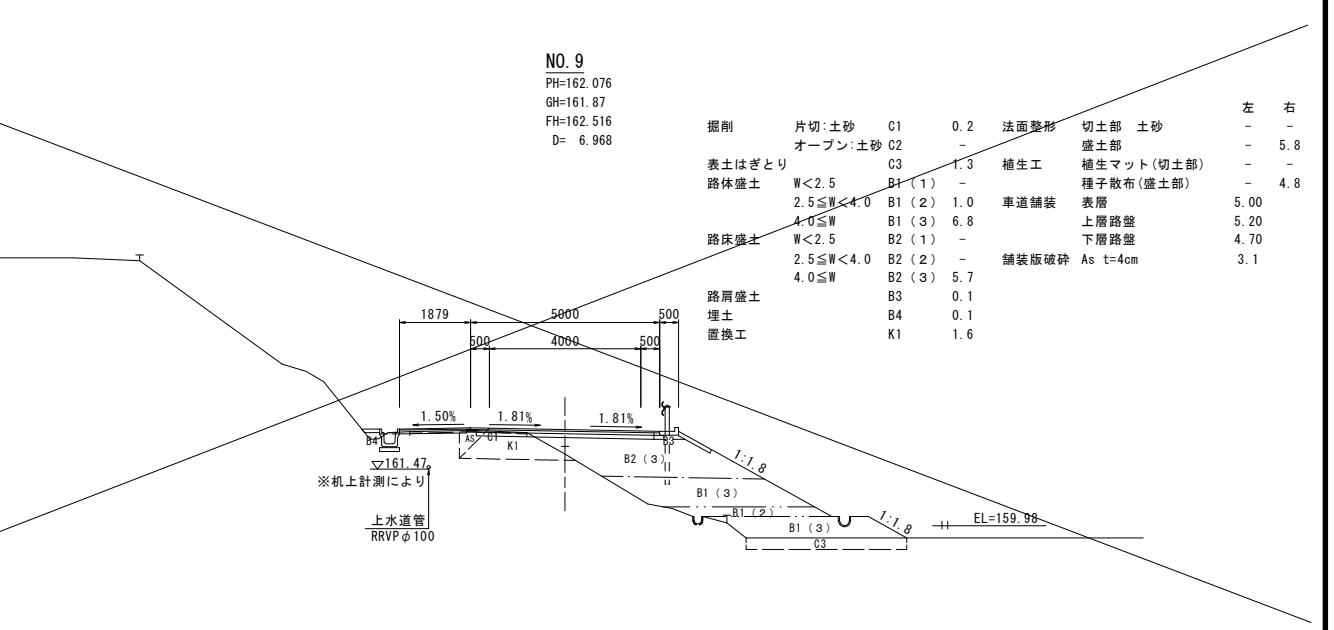 NO. 9
PH=162.076
GH=161.87
FH=162.516
D= 6.968
左 右
掘削 片切:土砂 C1 0.2 法面整形 切土部 土砂 - -
オープン:土砂 C2 - 盛土部 - 5.8
表土はぎとり C3 1.3 植生工 植生マット(切土部) - -
路体盛土 W<2.5 B1(1) - 種子散布(盛土部) - 4.8
2.5≦W<4.0 B1(2) 1.0 車道舗装 表層 5.00
4.0≦W B1(3) 6.8 上層路盤 5.20
路床盛土 W<2.5 B2(1) - 下層路盤 4.70
2.5≦W<4.0 B2(2) - 舗装版破砕 As t=4cm 3.1
4.0≦W B2(3) 5.7
路肩盛土 B3 0.1
埋土 B4 0.1
置換工 K1 1.6
1879 5000 500
500 4000 500
1.50% 1.81% 1.81%
B4 AS C1 K1 B3
B2(3) 1:1.8
161.47
※机上計測により
B1(3)
B1(2)
上水道管
RRVPφ100
B1(3) 1:1.8 EL=159.98
C3